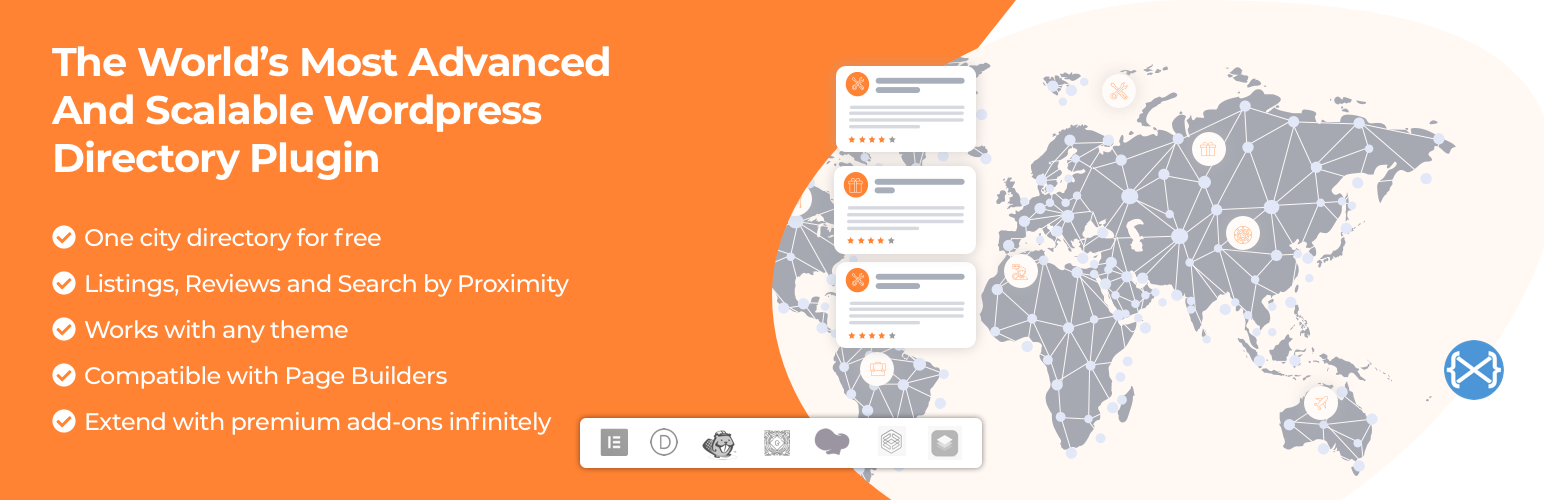 The World's Most Advanced
And Scalable Wordpress
Directory Plugin
One city directory for free
Listings, Reviews and Search by Proximity
Works with any theme
Compatible with Page Builders
Extend with premium add-ons infinitely